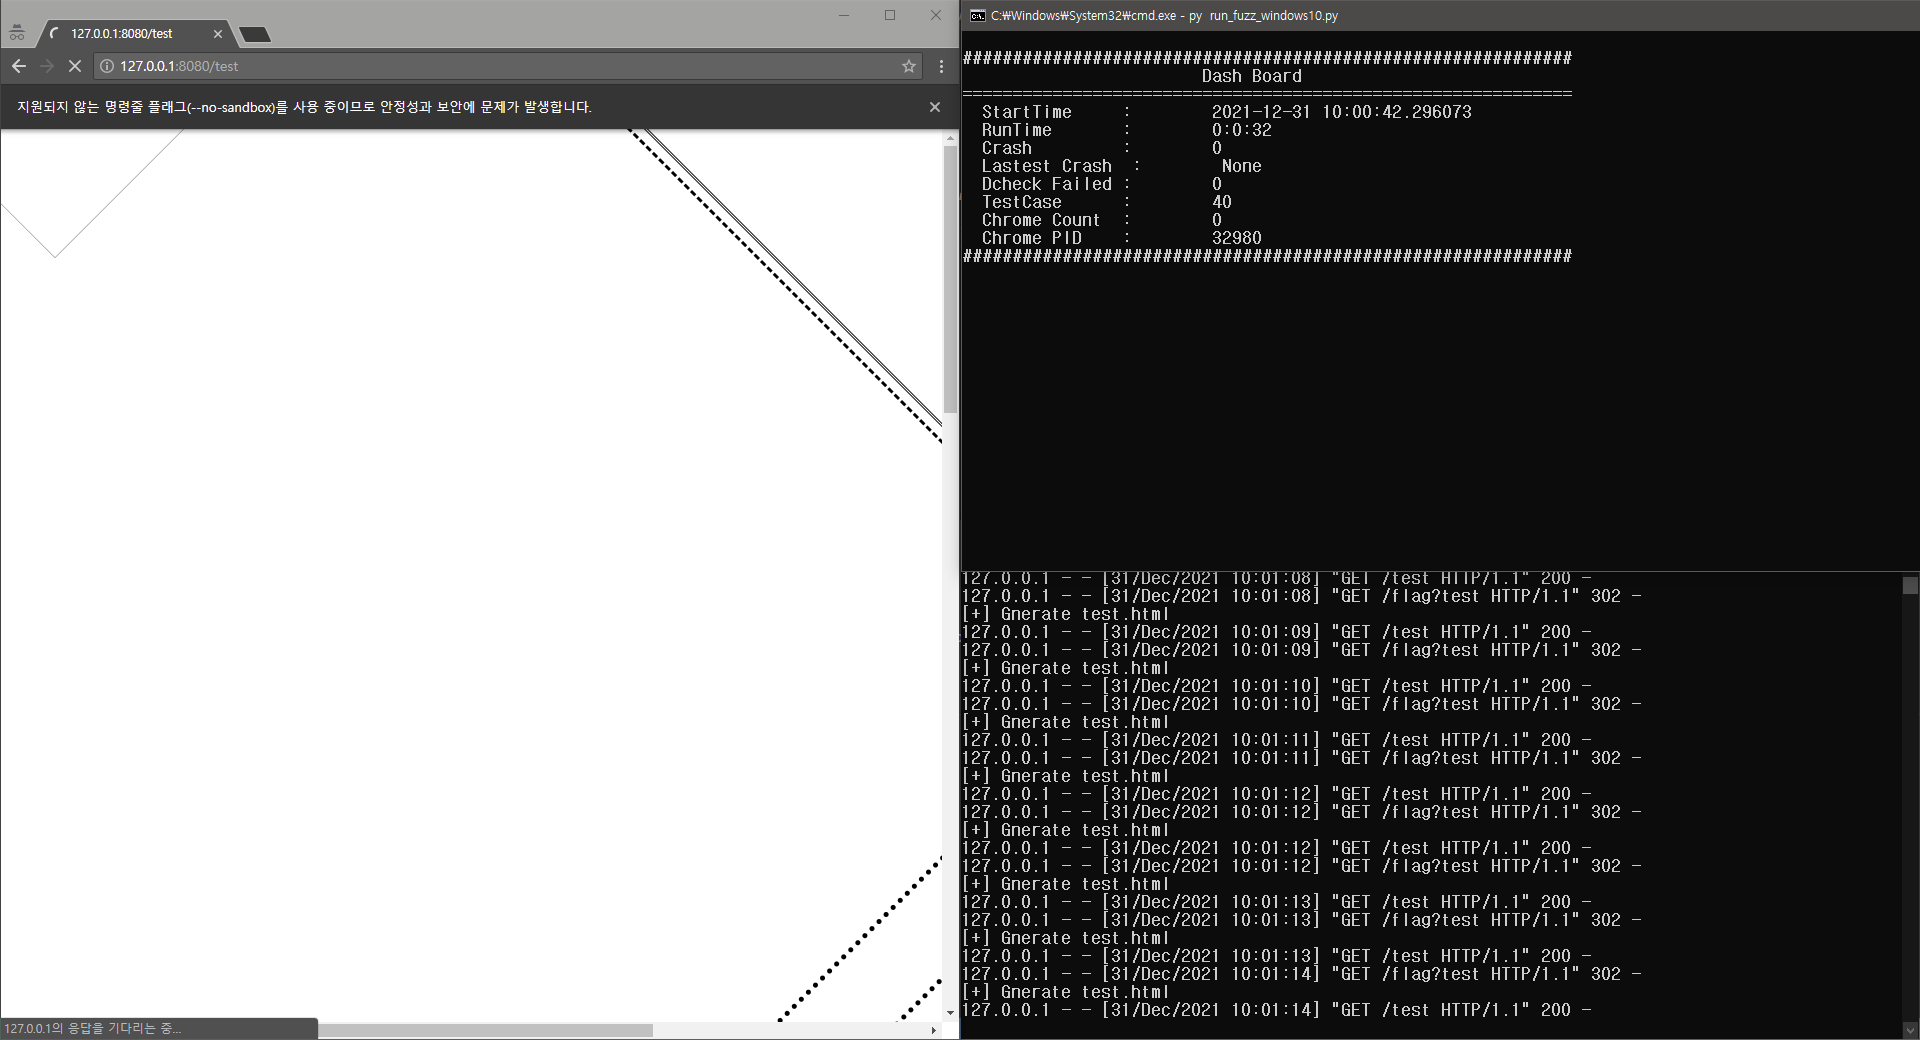 127.0.0.1:8080/test
127.0.0.1:8080/test
지원되지 않는 명령줄 플래그(--no-sandbox)를 사용 중이므로 안정성과 보안에 문제가 발생합니다.
127.0.0.1의 응답을 기다리는 중...
C:\Windows\System32\cmd.exe - py run_fuzz_windows10.py
#############################################################
Dash Board
=============================================================
StartTime : 2021-12-31 10:00:42.296073
RunTime : 0:0:32
Crash : 0
Lastest Crash : None
Dcheck Failed : 0
TestCase : 40
Chrome Count : 0
Chrome PID : 32980
#############################################################
127.0.0.1 - - [31/Dec/2021 10:01:08] "GET /test HTTP/1.1" 200 -
127.0.0.1 - - [31/Dec/2021 10:01:08] "GET /flag?test HTTP/1.1" 302 -
[+] Gnerate test.html
127.0.0.1 - - [31/Dec/2021 10:01:09] "GET /test HTTP/1.1" 200 -
127.0.0.1 - - [31/Dec/2021 10:01:09] "GET /flag?test HTTP/1.1" 302 -
[+] Gnerate test.html
127.0.0.1 - - [31/Dec/2021 10:01:10] "GET /test HTTP/1.1" 200 -
127.0.0.1 - - [31/Dec/2021 10:01:10] "GET /flag?test HTTP/1.1" 302 -
[+] Gnerate test.html
127.0.0.1 - - [31/Dec/2021 10:01:11] "GET /test HTTP/1.1" 200 -
127.0.0.1 - - [31/Dec/2021 10:01:11] "GET /flag?test HTTP/1.1" 302 -
[+] Gnerate test.html
127.0.0.1 - - [31/Dec/2021 10:01:12] "GET /test HTTP/1.1" 200 -
127.0.0.1 - - [31/Dec/2021 10:01:12] "GET /flag?test HTTP/1.1" 302 -
[+] Gnerate test.html
127.0.0.1 - - [31/Dec/2021 10:01:12] "GET /test HTTP/1.1" 200 -
127.0.0.1 - - [31/Dec/2021 10:01:12] "GET /flag?test HTTP/1.1" 302 -
[+] Gnerate test.html
127.0.0.1 - - [31/Dec/2021 10:01:13] "GET /test HTTP/1.1" 200 -
127.0.0.1 - - [31/Dec/2021 10:01:13] "GET /flag?test HTTP/1.1" 302 -
[+] Gnerate test.html
127.0.0.1 - - [31/Dec/2021 10:01:13] "GET /test HTTP/1.1" 200 -
127.0.0.1 - - [31/Dec/2021 10:01:14] "GET /flag?test HTTP/1.1" 302 -
[+] Gnerate test.html
127.0.0.1 - - [31/Dec/2021 10:01:14] "GET /test HTTP/1.1" 200 -